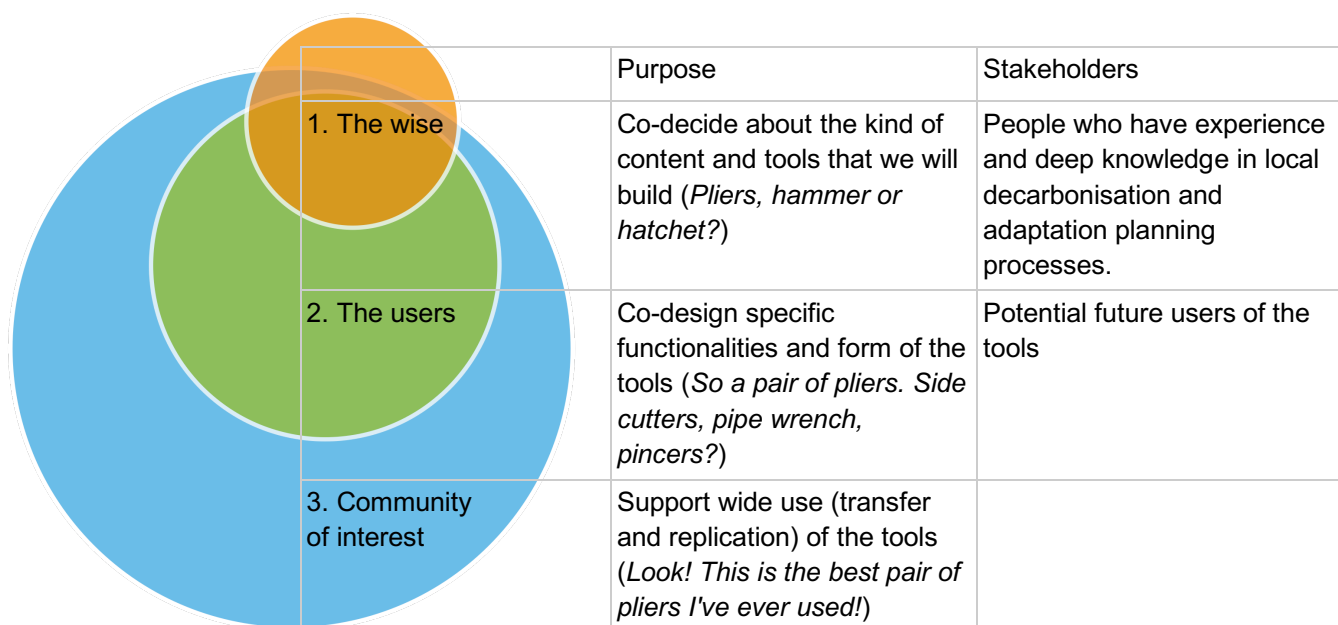 Purpose
Stakeholders
1. The wise
Co-decide about the kind of
content and tools that we will
build (Pliers, hammer or
hatchet?)
People who have experience
and deep knowledge in local
decarbonisation and
adaptation planning
processes.
2. The users
Co-design specific
functionalities and form of the
tools (So a pair of pliers. Side
cutters, pipe wrench,
pincers?)
Potential future users of the
tools
3. Community
of interest
Support wide use (transfer
and replication) of the tools
(Look! This is the best pair of
pliers I've ever used!)